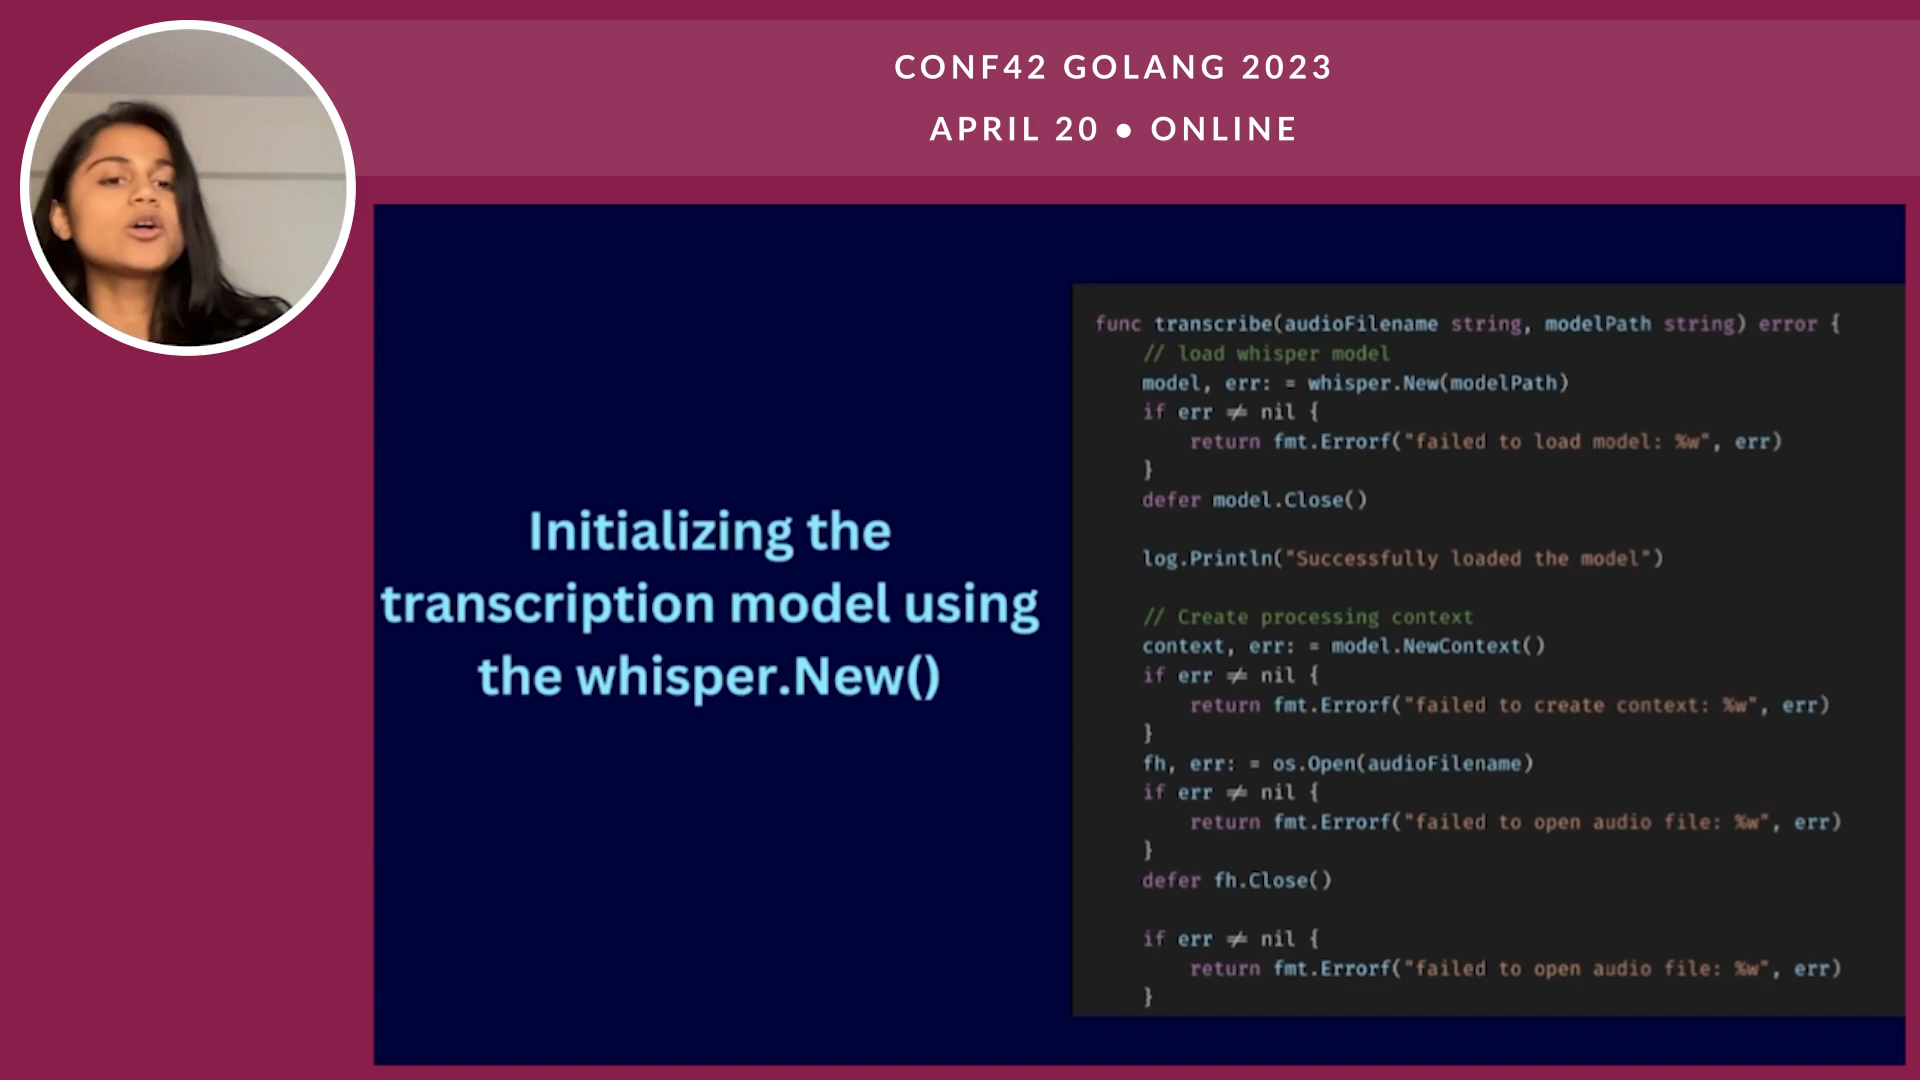 CONF42 GOLANG 2023
APRIL 20 ● ONLINE
Initializing the
transcription model using
the whisper.New()
func transcribe(audioFilename string, modelPath string) error {
    // load whisper model
    model, err: = whisper.New(modelPath)
    if err ≠ nil {
        return fmt.Errorf("failed to load model: %w", err)
    }
    defer model.Close()

    log.Println("Successfully loaded the model")

    // Create processing context
    context, err: = model.NewContext()
    if err ≠ nil {
        return fmt.Errorf("failed to create context: %w", err)
    }
    fh, err: = os.Open(audioFilename)
    if err ≠ nil {
        return fmt.Errorf("failed to open audio file: %w", err)
    }
    defer fh.Close()

    if err ≠ nil {
        return fmt.Errorf("failed to open audio file: %w", err)
    }